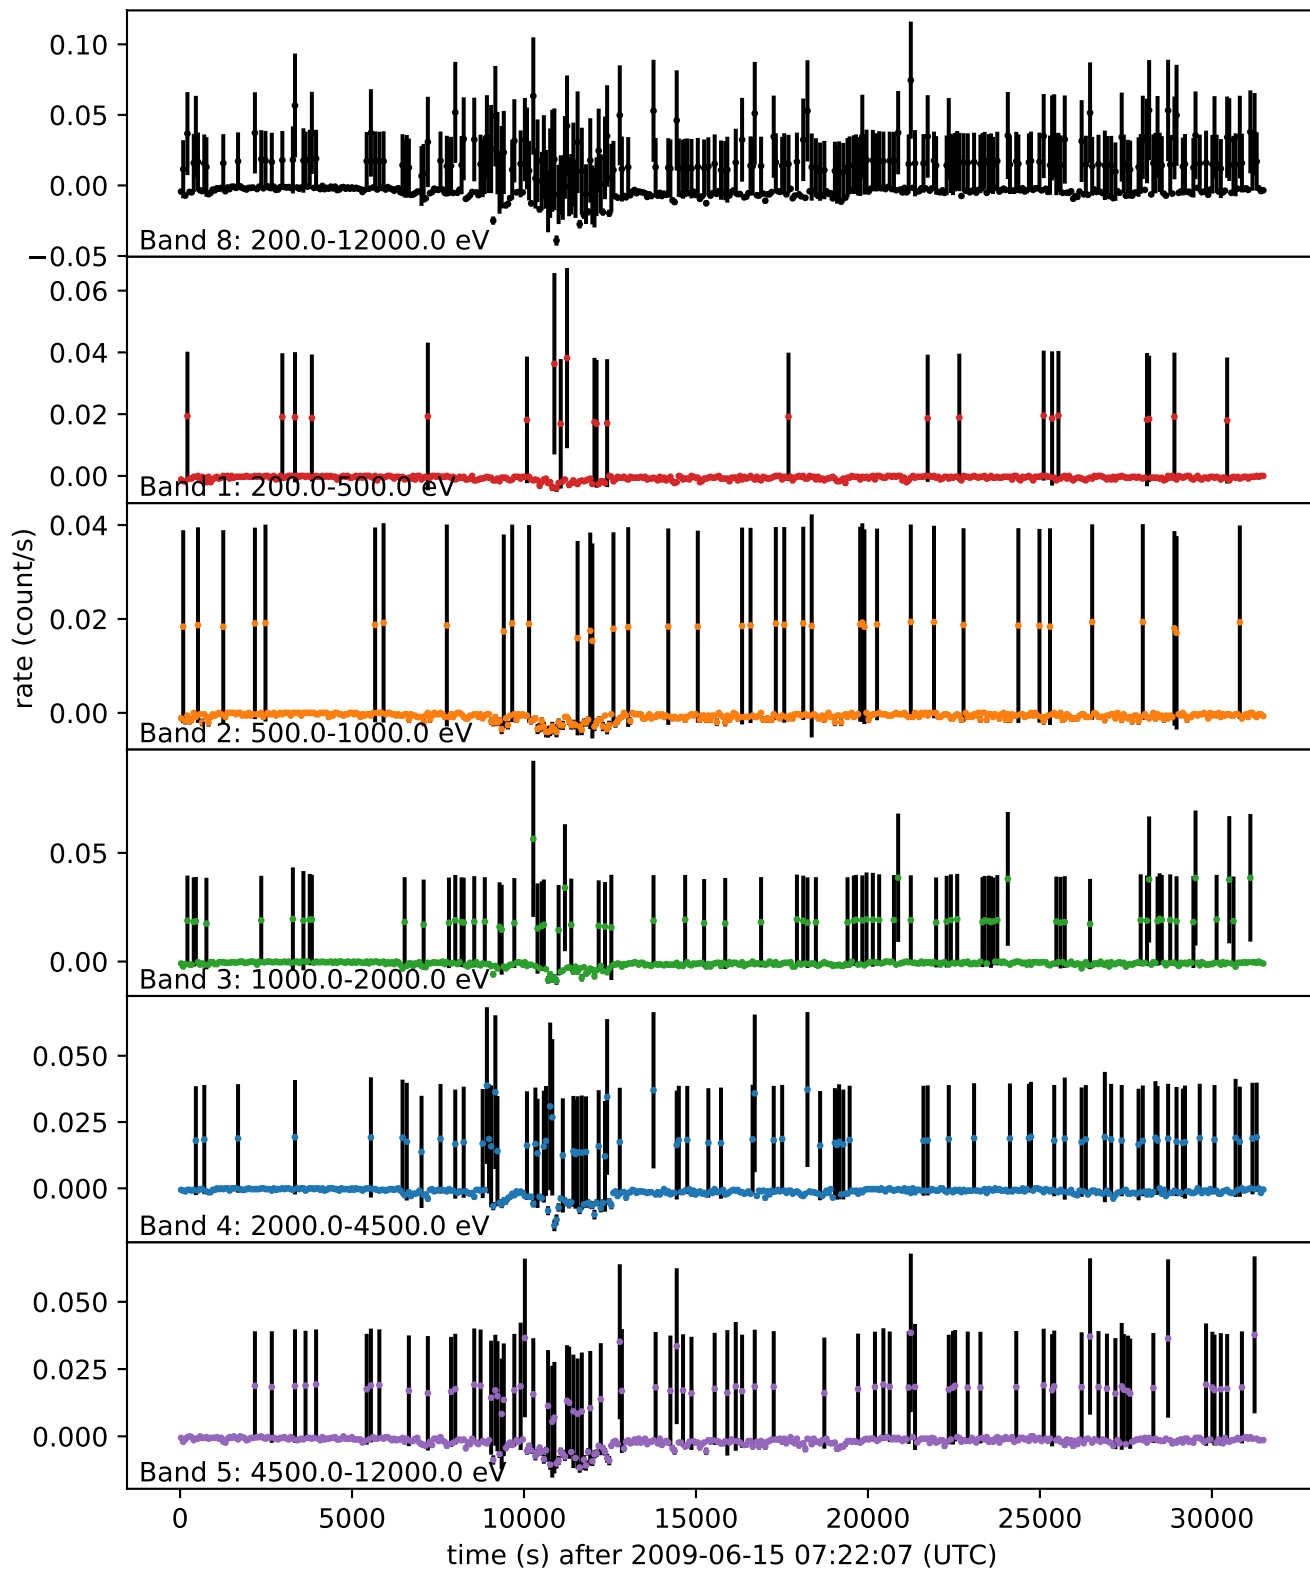 0.10
0.05
0.00
−0.05
Band 8: 200.0-12000.0 eV
0.06
0.04
0.02
0.00
Band 1: 200.0-500.0 eV
0.04
0.02
0.00
Band 2: 500.0-1000.0 eV
rate (count/s)
0.05
0.00
Band 3: 1000.0-2000.0 eV
0.050
0.025
0.000
Band 4: 2000.0-4500.0 eV
0.050
0.025
0.000
Band 5: 4500.0-12000.0 eV
0 5000 10000 15000 20000 25000 30000
time (s) after 2009-06-15 07:22:07 (UTC)